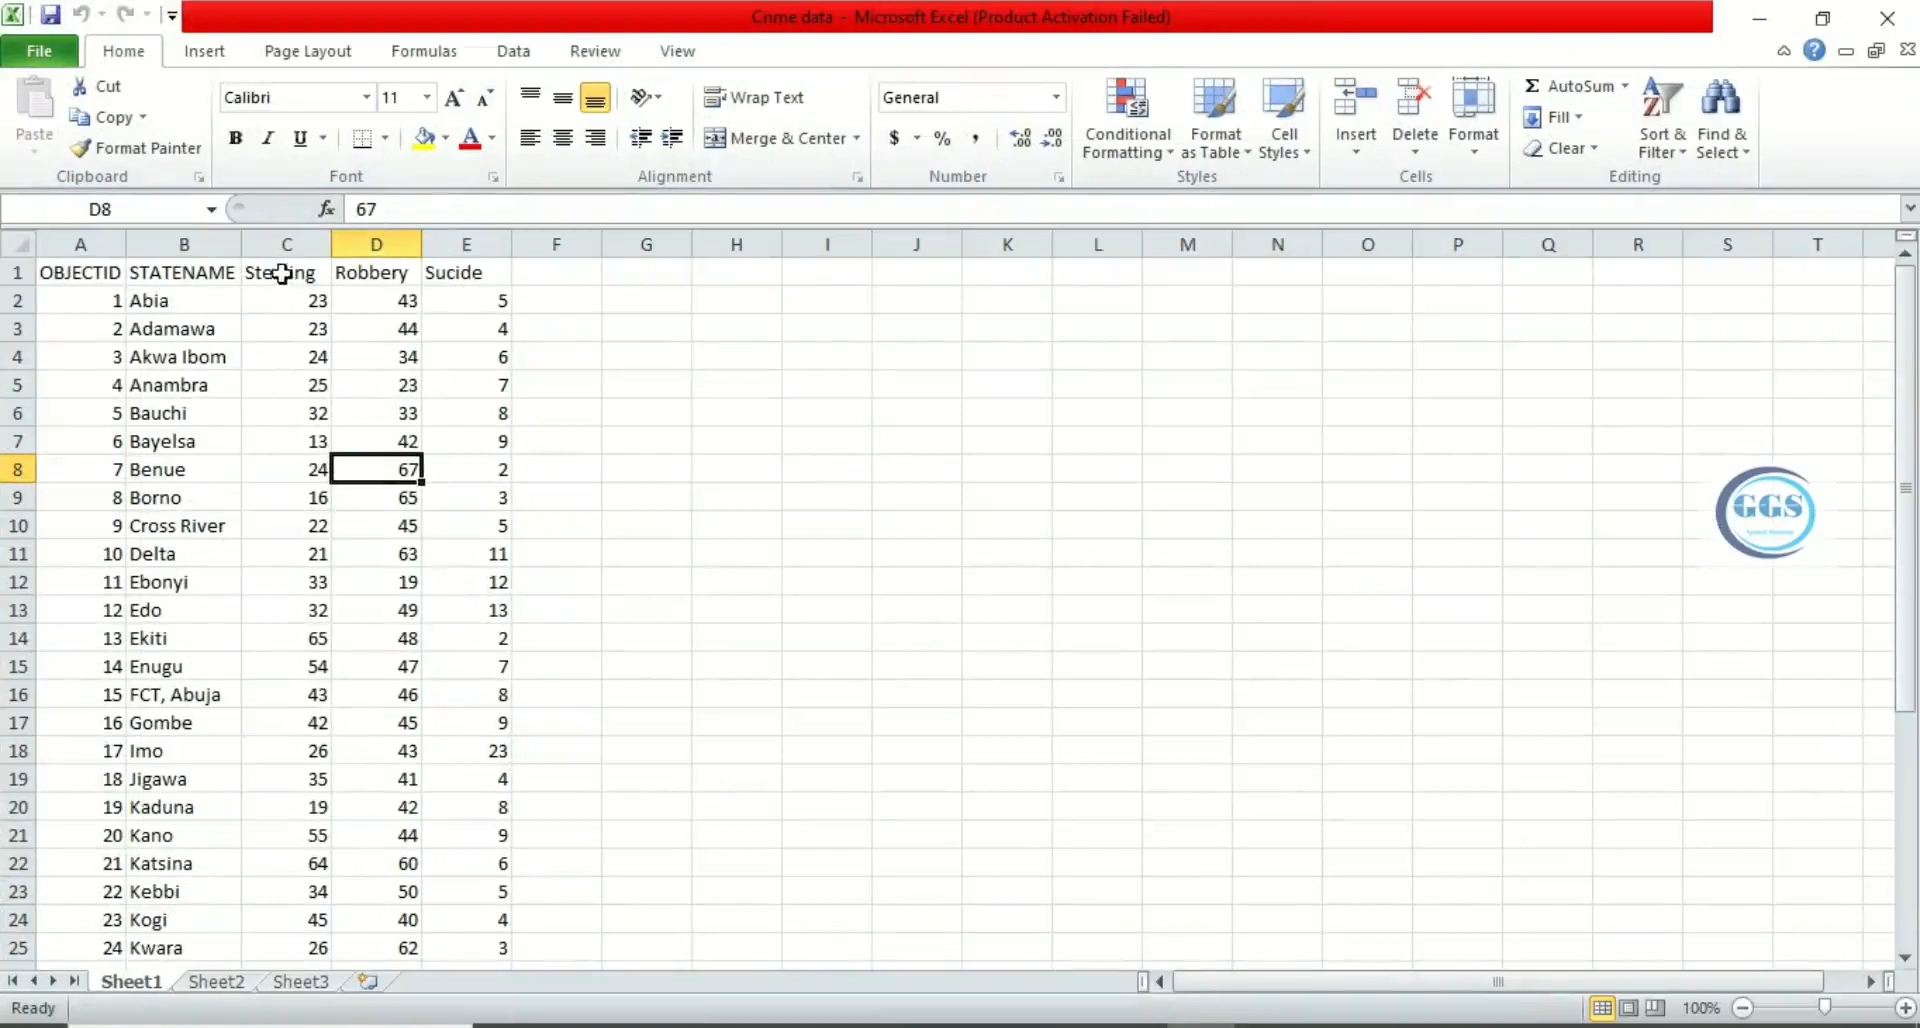 Crime data - Microsoft Excel (Product Activation Failed)
File Home Insert Page Layout Formulas Data Review View
Paste
Cut
Copy
Format Painter
Clipboard
Calibri 11
B I U A
Font
Wrap Text
Merge & Center
Alignment
General
$ % ,
Number
Conditional Formatting
Format as Table
Cell Styles
Styles
Insert Delete Format
Cells
Σ AutoSum
Fill
Clear
Sort & Filter
Find & Select
Editing
D8 fx 67
A B C D E F G H I J K L M N O P Q R S T
1 OBJECTID STATENAME Robbery Sucide
2 1 Abia 23 43 5
3 2 Adamawa 23 44 4
4 3 Akwa Ibom 24 34 6
5 4 Anambra 25 23 7
6 5 Bauchi 32 33 8
7 6 Bayelsa 13 42 9
8 7 Benue 24 67 2
9 8 Borno 16 65 3
10 9 Cross River 22 45 5
11 10 Delta 21 63 11
12 11 Ebonyi 33 19 12
13 12 Edo 32 49 13
14 13 Ekiti 65 48 2
15 14 Enugu 54 47 7
16 15 FCT, Abuja 43 46 8
17 16 Gombe 42 45 9
18 17 Imo 26 43 23
19 18 Jigawa 35 41 4
20 19 Kaduna 19 42 8
21 20 Kano 55 44 9
22 21 Katsina 64 60 6
23 22 Kebbi 34 50 5
24 23 Kogi 45 40 4
25 24 Kwara 26 62 3
GGS
Sheet1 Sheet2 Sheet3
Ready 100%